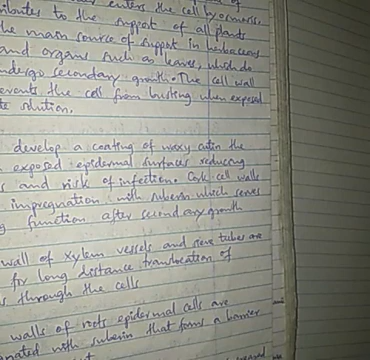 enters the cell by osmosis
to the support of all plants
the main source of support in herbaceous
and organs such as leaves, which do
undergo secondary growth. The cell wall
the cell from bursting when exposed
solution.
develop a coating of waxy cutin the
exposed epidermal surfaces reducing
and risk of infection. Cork cell walls
impregnation with suberin which serves
function after secondary growth
wall of xylem vessels and sieve tubes are
for long distance translocation of
through the cells
walls of roots epidermal cells are
with suberin that forms a barrier